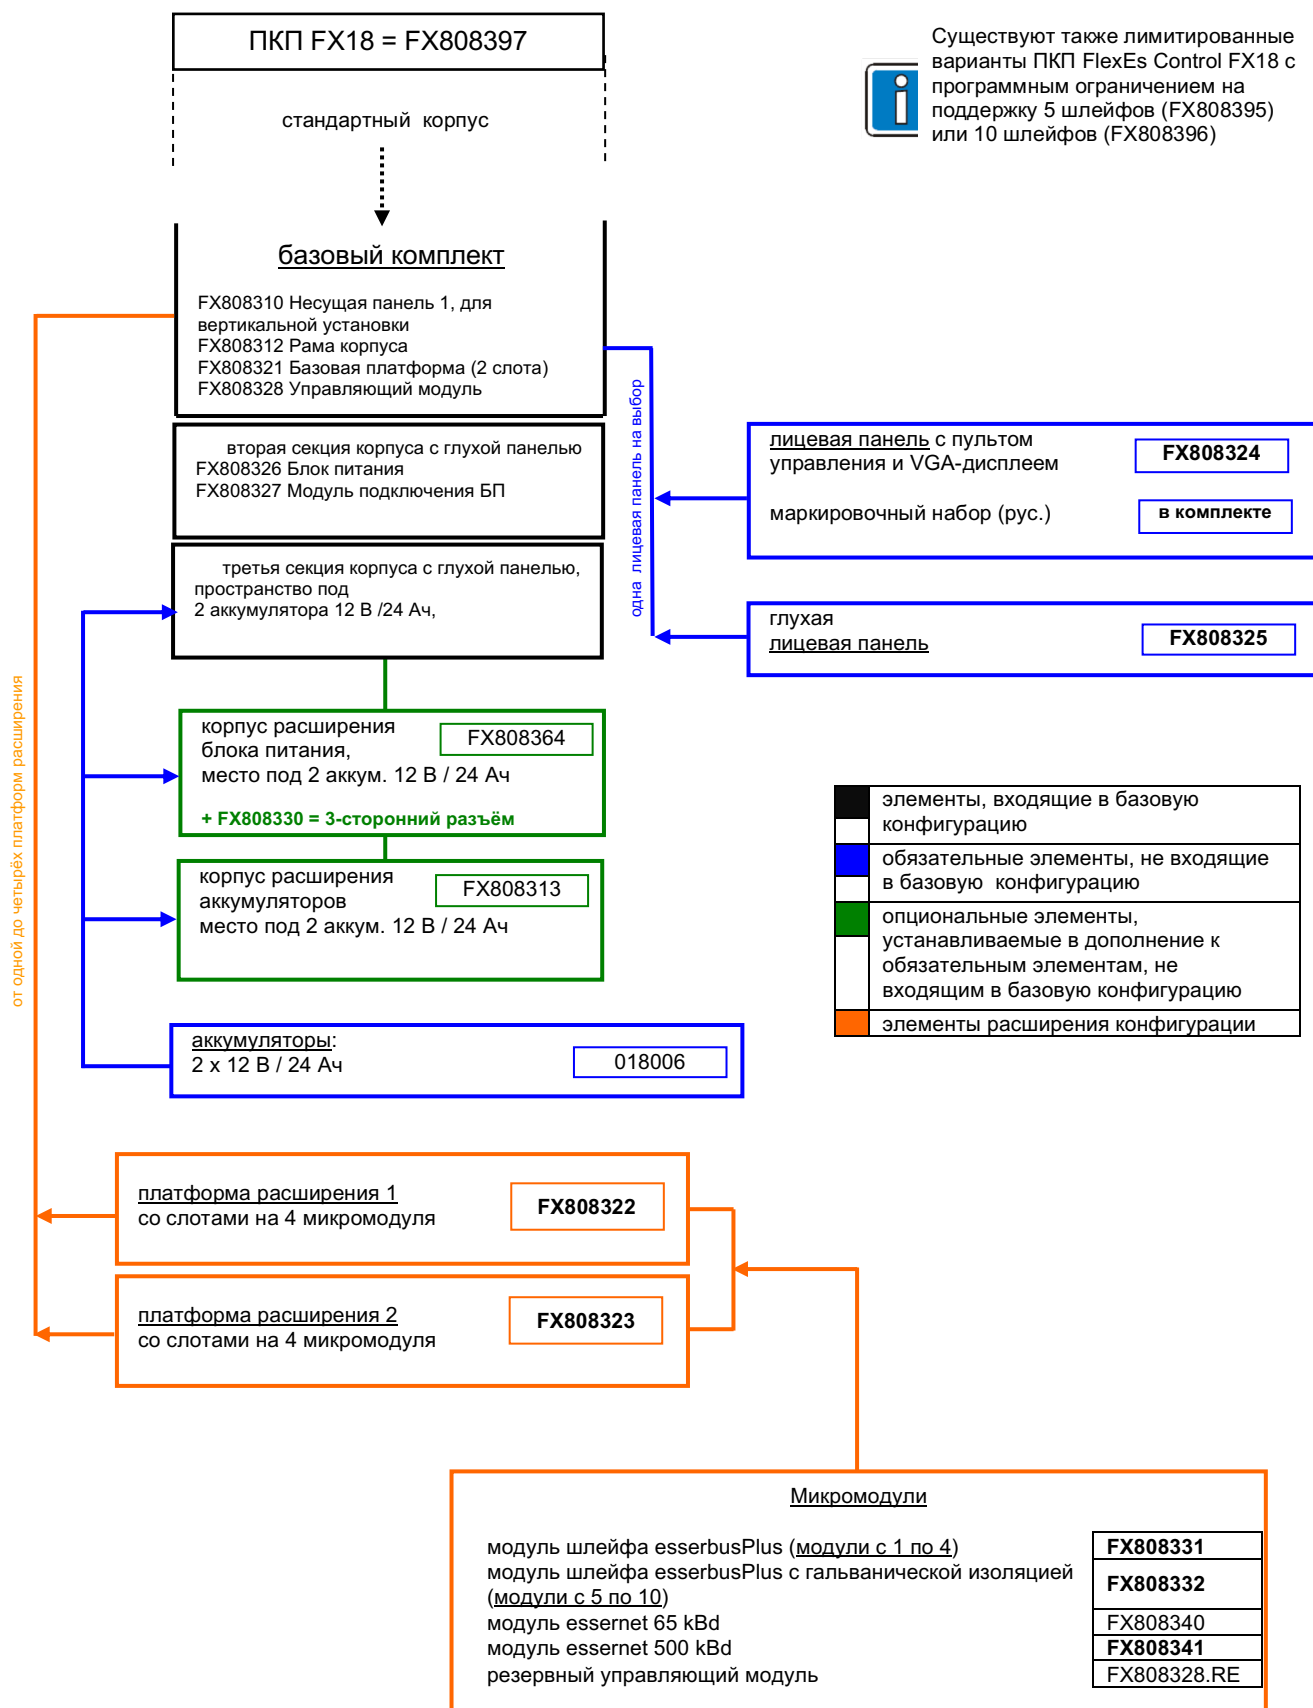 ПКП FX18 = FX808397
стандартный корпус
Существуют также лимитированные
варианты ПКП FlexEs Control FX18 с
программным ограничением на
поддержку 5 шлейфов (FX808395)
или 10 шлейфов (FX808396)
базовый комплект
FX808310 Несущая панель 1, для
вертикальной установки
FX808312 Рама корпуса
FX808321 Базовая платформа (2 слота)
FX808328 Управляющий модуль
вторая секция корпуса с глухой панелью
FX808326 Блок питания
FX808327 Модуль подключения БП
третья секция корпуса с глухой панелью,
пространство под
2 аккумулятора 12 В /24 Ач,
одна лицевая панель на выбор
лицевая панель с пультом
управления и VGA-дисплеем
FX808324
маркировочный набор (рус.)
в комплекте
глухая
лицевая панель
FX808325
корпус расширения
блока питания,
место под 2 аккум. 12 В / 24 Ач
FX808364
+ FX808330 = 3-сторонний разъём
корпус расширения
аккумуляторов
место под 2 аккум. 12 В / 24 Ач
FX808313
аккумуляторы:
2 x 12 В / 24 Ач
018006
элементы, входящие в базовую
конфигурацию
обязательные элементы, не входящие
в базовую конфигурацию
опциональные элементы,
устанавливаемые в дополнение к
обязательным элементам, не
входящим в базовую конфигурацию
элементы расширения конфигурации
от одной до четырёх платформ расширения
платформа расширения 1
со слотами на 4 микромодуля
FX808322
платформа расширения 2
со слотами на 4 микромодуля
FX808323
Микромодули
модуль шлейфа esserbusPlus (модули с 1 по 4)
FX808331
модуль шлейфа esserbusPlus с гальванической изоляцией
(модули с 5 по 10)
FX808332
модуль essernet 65 kBd
FX808340
модуль essernet 500 kBd
FX808341
резервный управляющий модуль
FX808328.RE